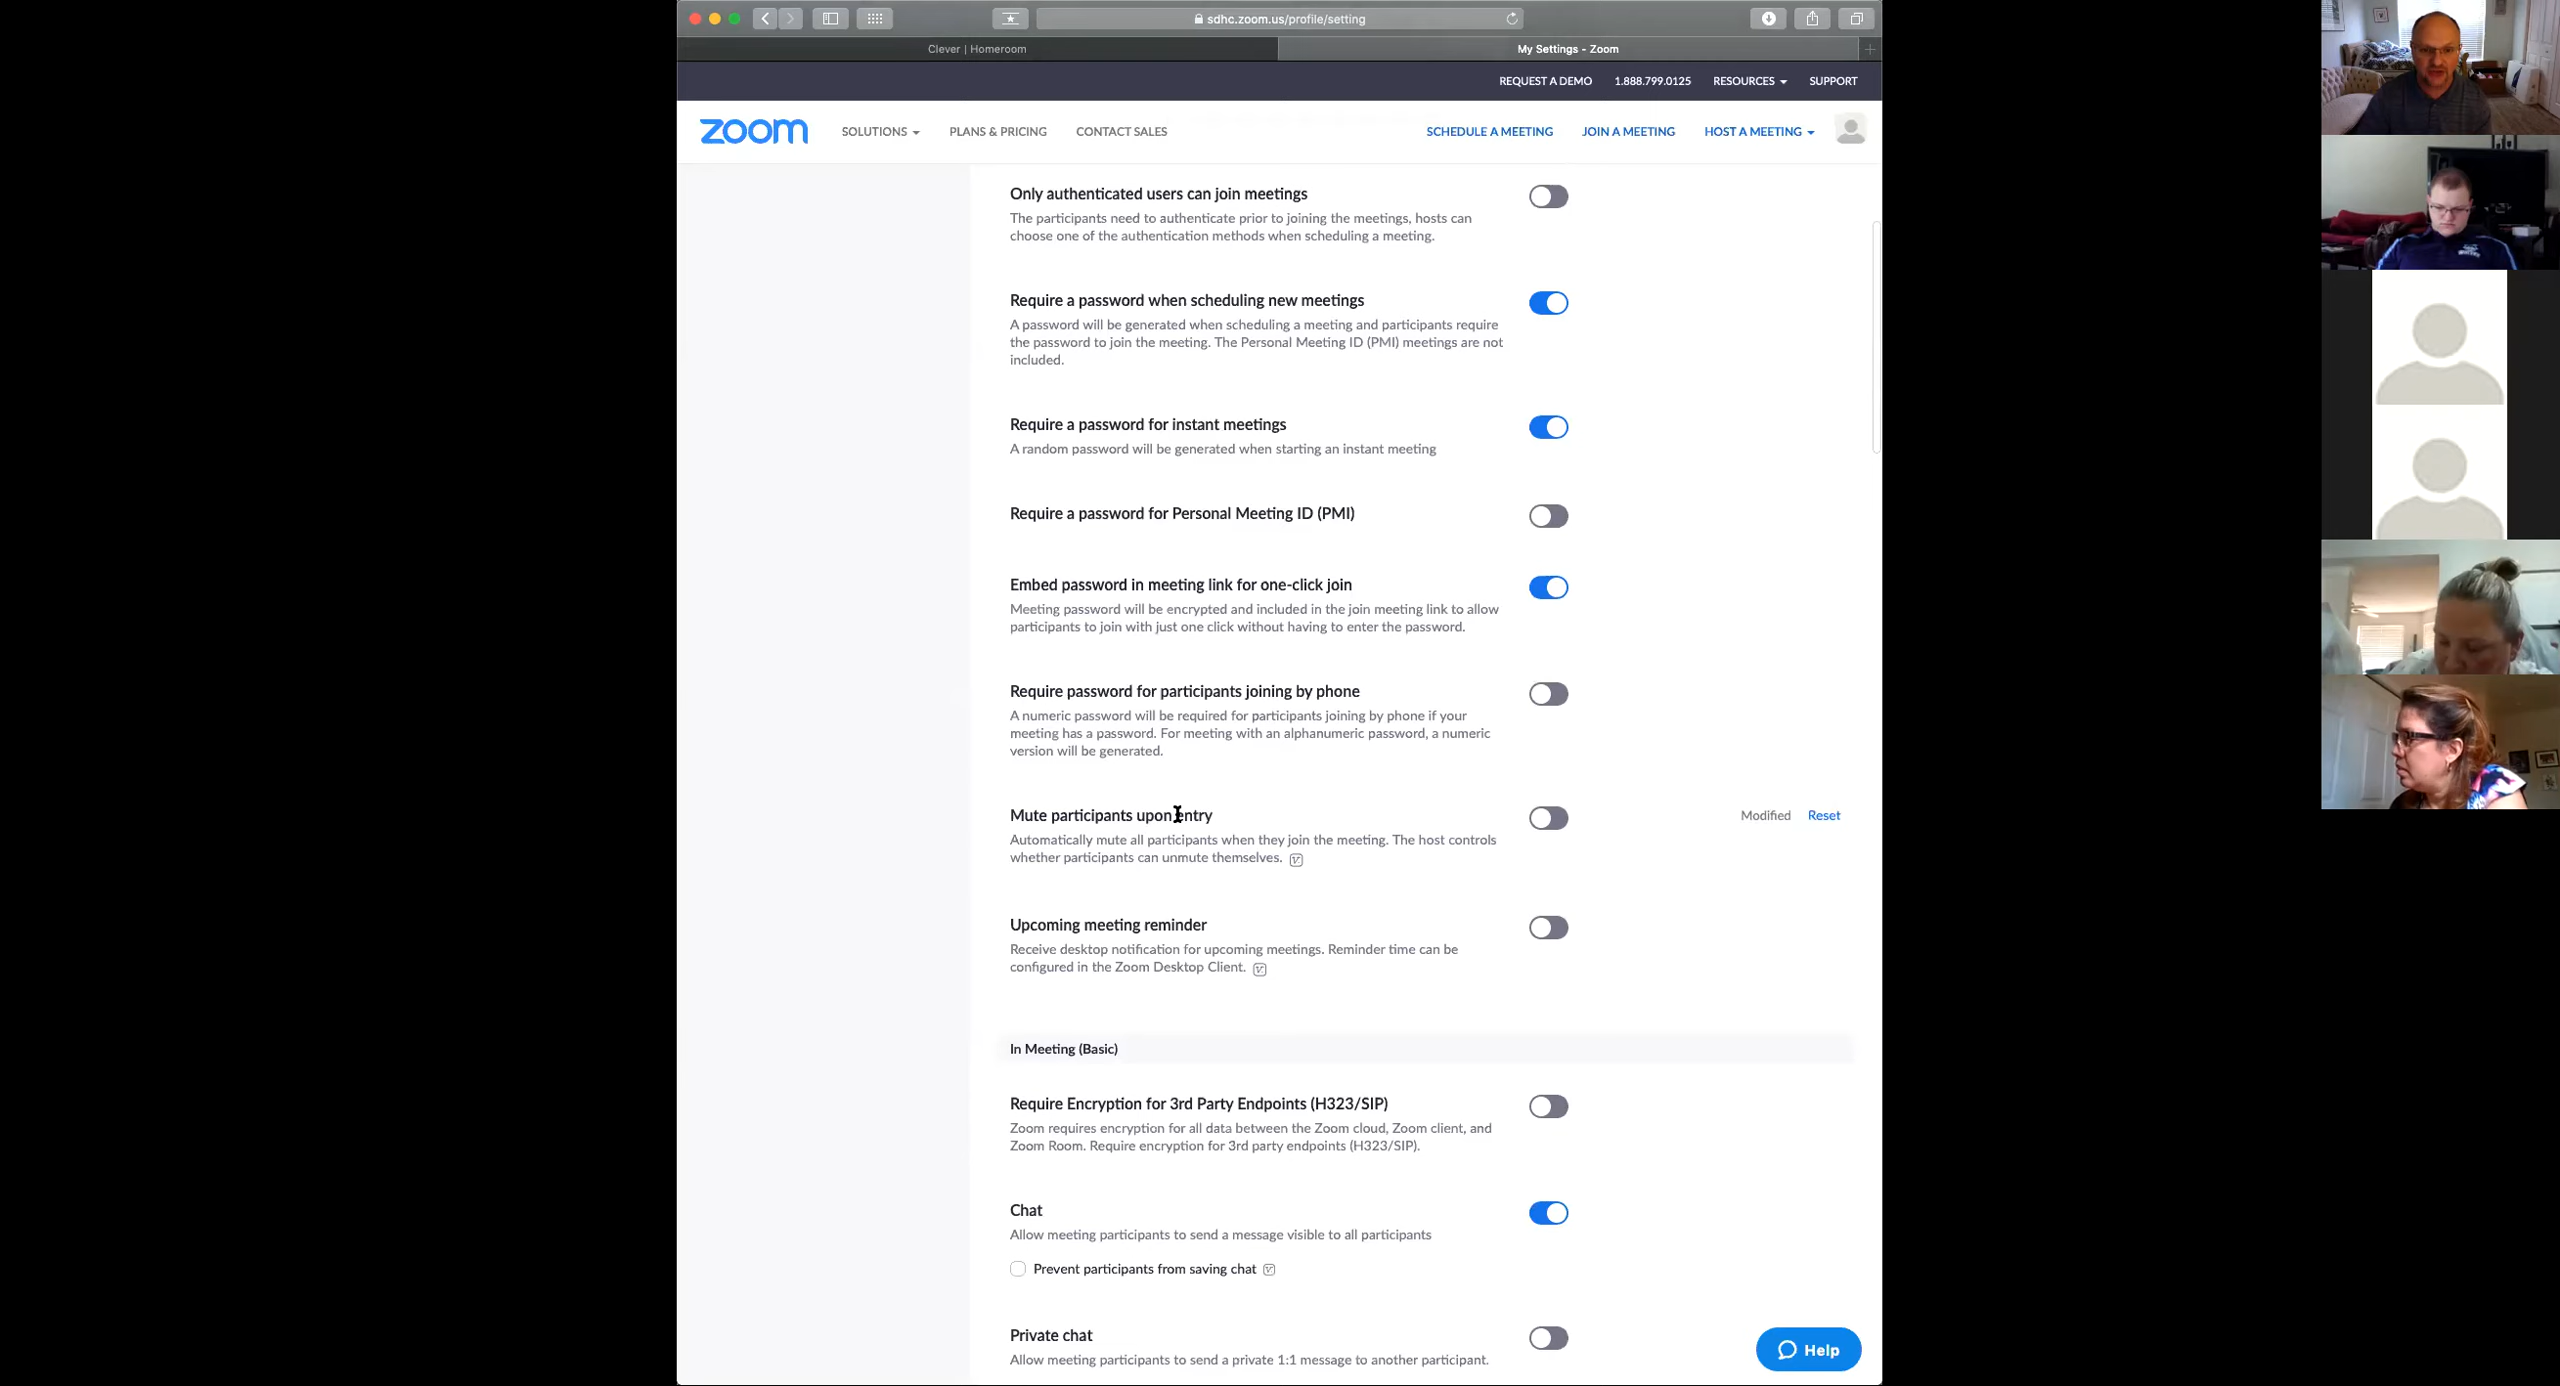 sdhc.zoom.us/profile/setting
Clever | Homeroom
My Settings - Zoom
REQUEST A DEMO
1.888.799.0125
RESOURCES
SUPPORT
zoom
SOLUTIONS
PLANS & PRICING
CONTACT SALES
SCHEDULE A MEETING
JOIN A MEETING
HOST A MEETING
Only authenticated users can join meetings
The participants need to authenticate prior to joining the meetings, hosts can
choose one of the authentication methods when scheduling a meeting.
Require a password when scheduling new meetings
A password will be generated when scheduling a meeting and participants require
the password to join the meeting. The Personal Meeting ID (PMI) meetings are not
included.
Require a password for instant meetings
A random password will be generated when starting an instant meeting
Require a password for Personal Meeting ID (PMI)
Embed password in meeting link for one-click join
Meeting password will be encrypted and included in the join meeting link to allow
participants to join with just one click without having to enter the password.
Require password for participants joining by phone
A numeric password will be required for participants joining by phone if your
meeting has a password. For meeting with an alphanumeric password, a numeric
version will be generated.
Mute participants upon entry
Modified
Reset
Automatically mute all participants when they join the meeting. The host controls
whether participants can unmute themselves.
Upcoming meeting reminder
Receive desktop notification for upcoming meetings. Reminder time can be
configured in the Zoom Desktop Client.
In Meeting (Basic)
Require Encryption for 3rd Party Endpoints (H323/SIP)
Zoom requires encryption for all data between the Zoom cloud, Zoom client, and
Zoom Room. Require encryption for 3rd party endpoints (H323/SIP).
Chat
Allow meeting participants to send a message visible to all participants
Prevent participants from saving chat
Private chat
Allow meeting participants to send a private 1:1 message to another participant.
Help